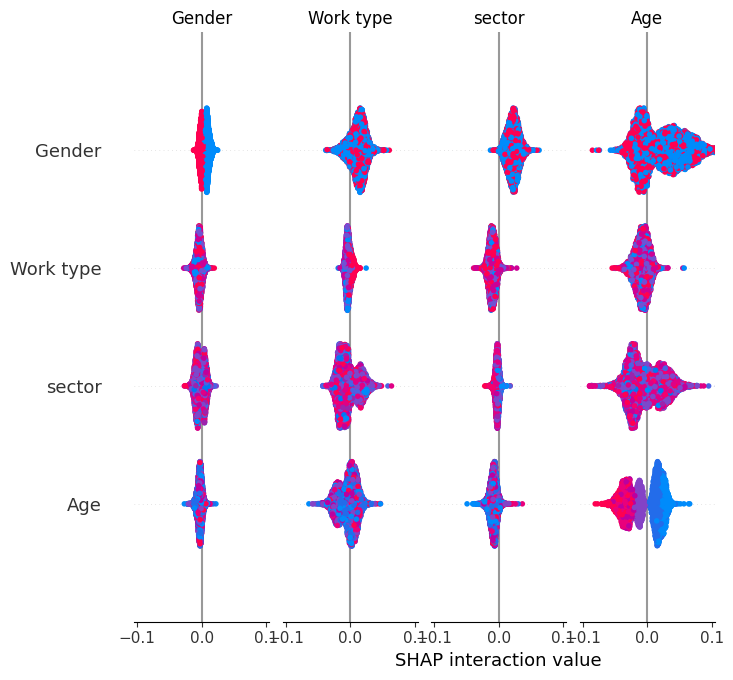 Gender Work type sector Age
Gender
Work type
sector
Age
−0.1 0.0 0.1 −0.1 0.0 0.1 −0.1 0.0 0.1 −0.1 0.0 0.1
SHAP interaction value